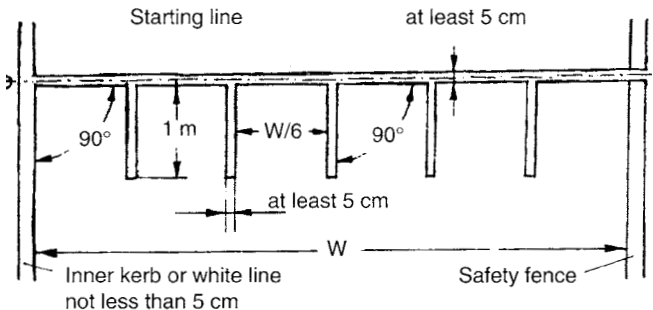 Starting line
at least 5 cm
90°
1 m
W/6
90°
at least 5 cm
W
Inner kerb or white line
not less than 5 cm
Safety fence